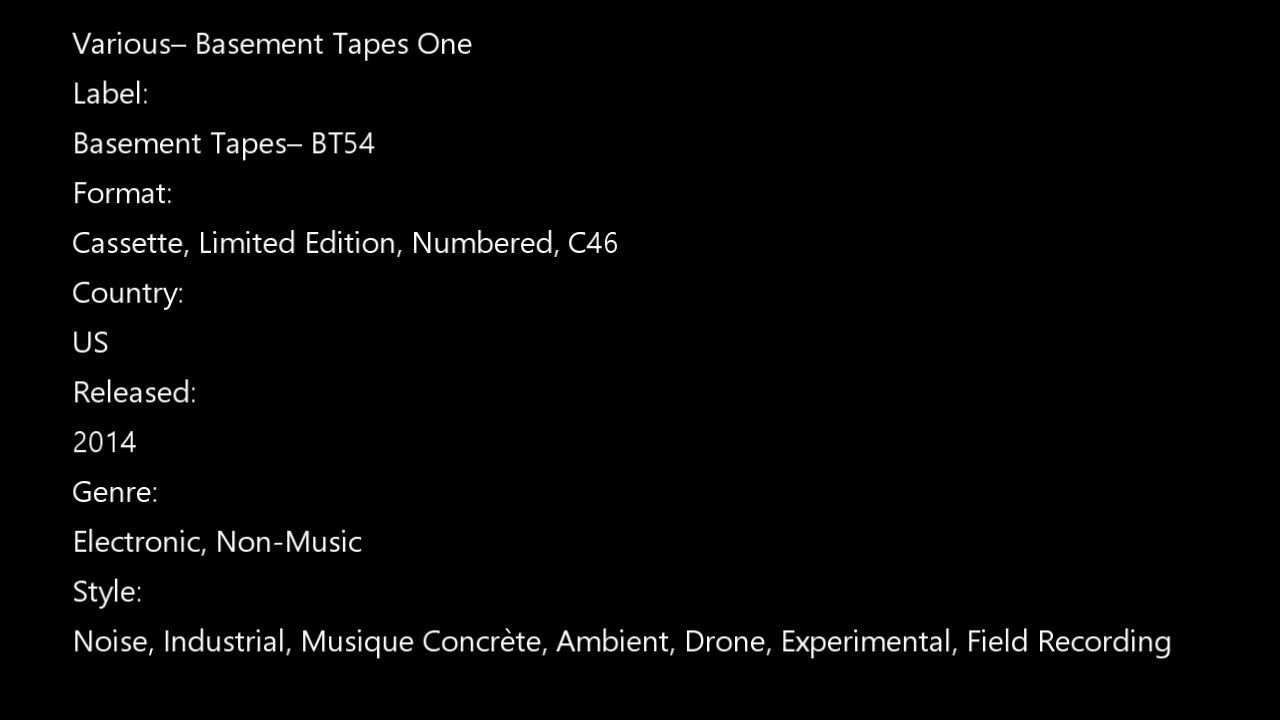 Various– Basement Tapes One
Label:
Basement Tapes– BT54
Format:
Cassette, Limited Edition, Numbered, C46
Country:
US
Released:
2014
Genre:
Electronic, Non-Music
Style:
Noise, Industrial, Musique Concrète, Ambient, Drone, Experimental, Field Recording